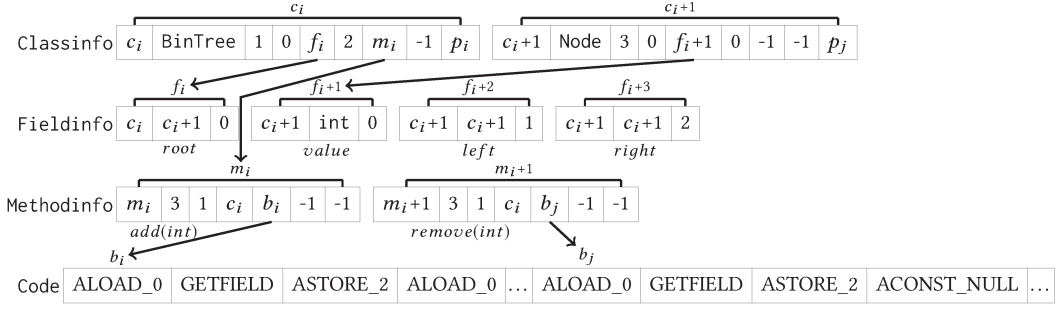 c_i c_i+1
Classinfo c_i BinTree 1 0 f_i 2 m_i -1 p_i c_i+1 Node 3 0 f_i+1 0 -1 -1 p_j
f_i f_i+1 f_i+2 f_i+3
Fieldinfo c_i c_i+1 0 c_i+1 int 0 c_i+1 c_i+1 1 c_i+1 c_i+1 2
root value left right
m_i m_i+1
Methodinfo m_i 3 1 c_i b_i -1 -1 m_i+1 3 1 c_i b_j -1 -1
add(int) remove(int)
b_i b_j
Code ALOAD_0 GETFIELD ASTORE_2 ALOAD_0 ... ALOAD_0 GETFIELD ASTORE_2 ACONST_NULL ...